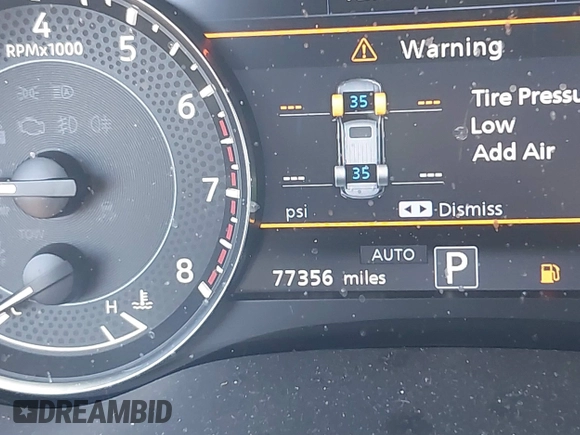 4
5
6
7
8
RPMx1000
H
TOW
Warning
--- 35 ---
--- 35 ---
Tire Pressu
Low
Add Air
psi
Dismiss
AUTO
77356 miles
P
DREAMBID